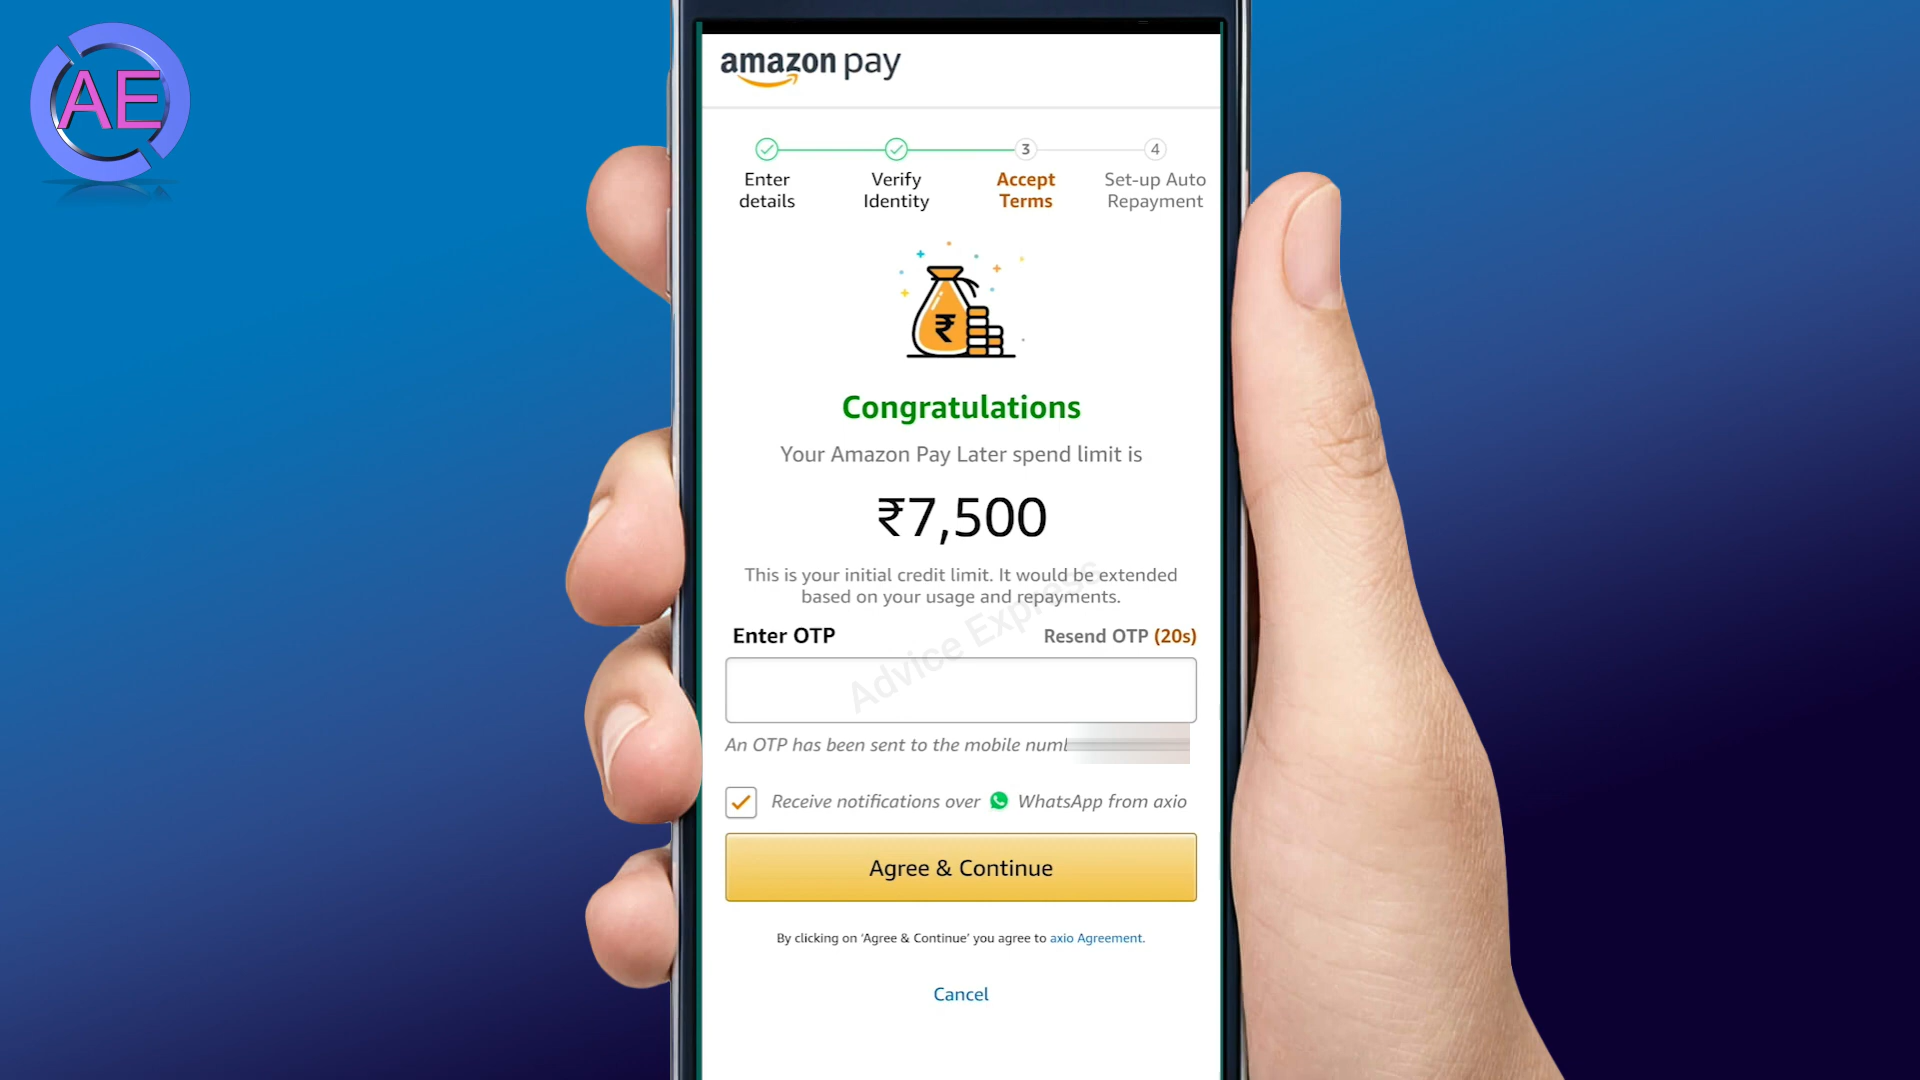 AE
amazon pay
3
4
Enter
details
Verify
Identity
Accept
Terms
Set-up Auto
Repayment
₹
Congratulations
Your Amazon Pay Later spend limit is
₹7,500
This is your initial credit limit. It would be extended
based on your usage and repayments.
Enter OTP
Resend OTP (20s)
Advice Express
An OTP has been sent to the mobile
Receive notifications over WhatsApp from axio
Agree & Continue
By clicking on ‘Agree & Continue’ you agree to axio Agreement.
Cancel